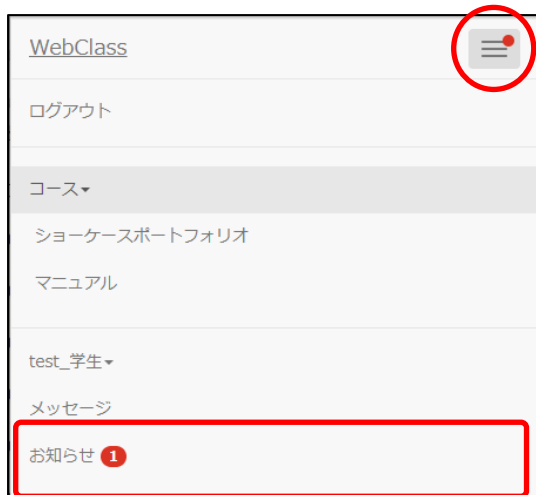 WebClass
ログアウト
コース▾
ショーケースポートフォリオ
マニュアル
test_学生▾
メッセージ
お知らせ 1